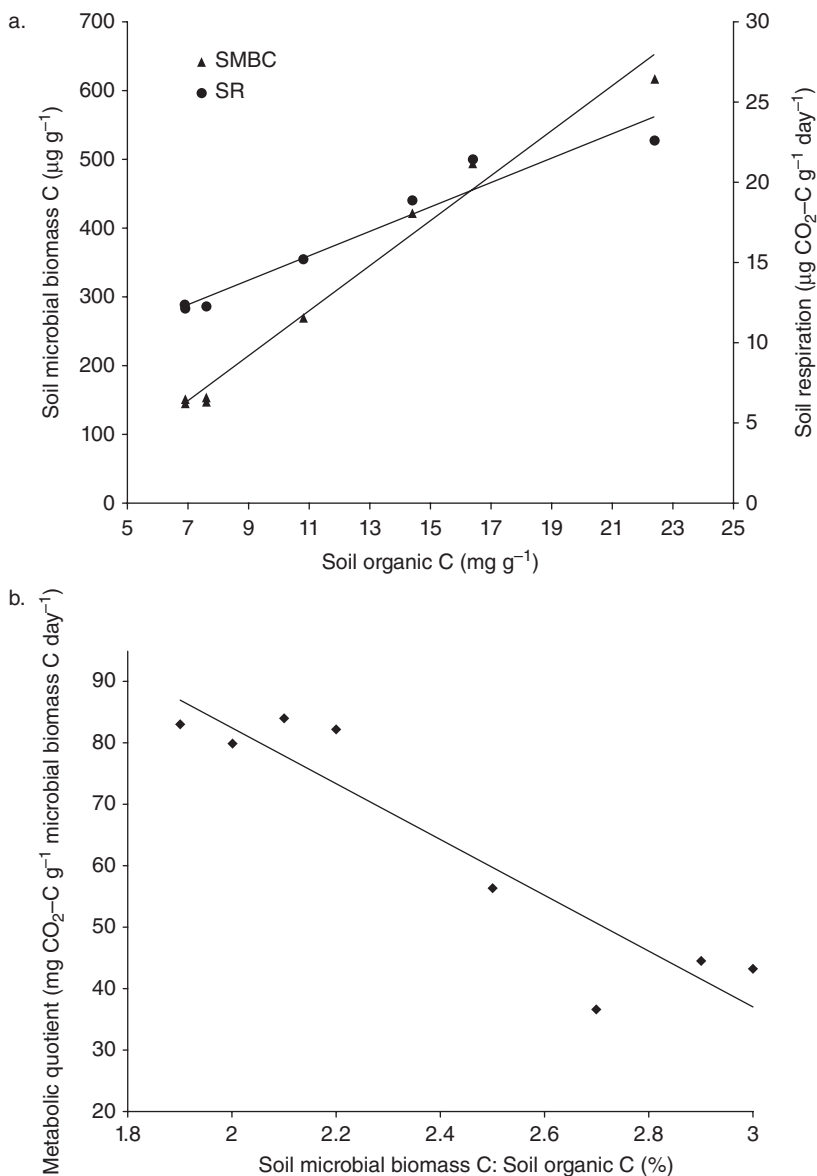 a.
700
600
500
400
300
200
100
0
Soil microbial biomass C (µg g⁻¹)
▲ SMBC
● SR
30
25
20
15
10
5
0
Soil respiration (µg CO₂–C g⁻¹ day⁻¹)
5 7 9 11 13 15 17 19 21 23 25
Soil organic C (mg g⁻¹)
b.
Metabolic quotient (mg CO₂–C g⁻¹ microbial biomass C day⁻¹)
90
80
70
60
50
40
30
20
1.8 2 2.2 2.4 2.6 2.8 3
Soil microbial biomass C: Soil organic C (%)